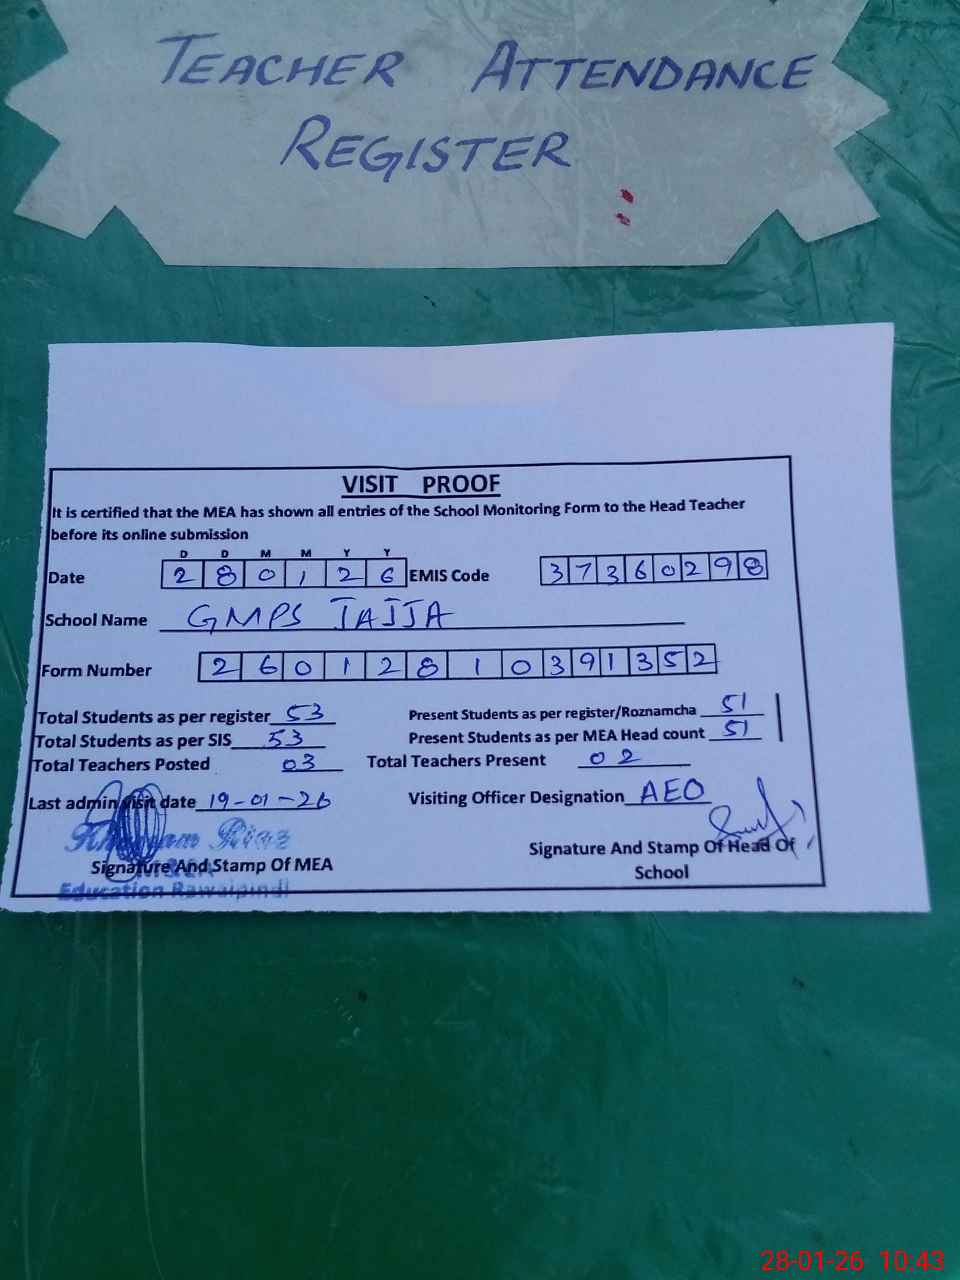 TEACHER ATTENDANCE
REGISTER
VISIT PROOF
It is certified that the MEA has shown all entries of the School Monitoring Form to the Head Teacher
before its online submission
D D M M Y Y
Date 2 8 0 1 2 6 EMIS Code 3 7 3 6 0 2 9 8
School Name GMPS JAJJA
Form Number 2 6 0 1 2 8 1 0 3 9 1 3 5 2
Total Students as per register 53 Present Students as per register/Roznamcha 51
Total Students as per SIS 53 Present Students as per MEA Head count 51
Total Teachers Posted 03 Total Teachers Present 02
Last admin visit date 19-01-26 Visiting Officer Designation AEO
Khurram Riaz
Signature And Stamp Of MEA
Signature And Stamp Of Head Of
School
Education Rawalpindi
28-01-26 10:43